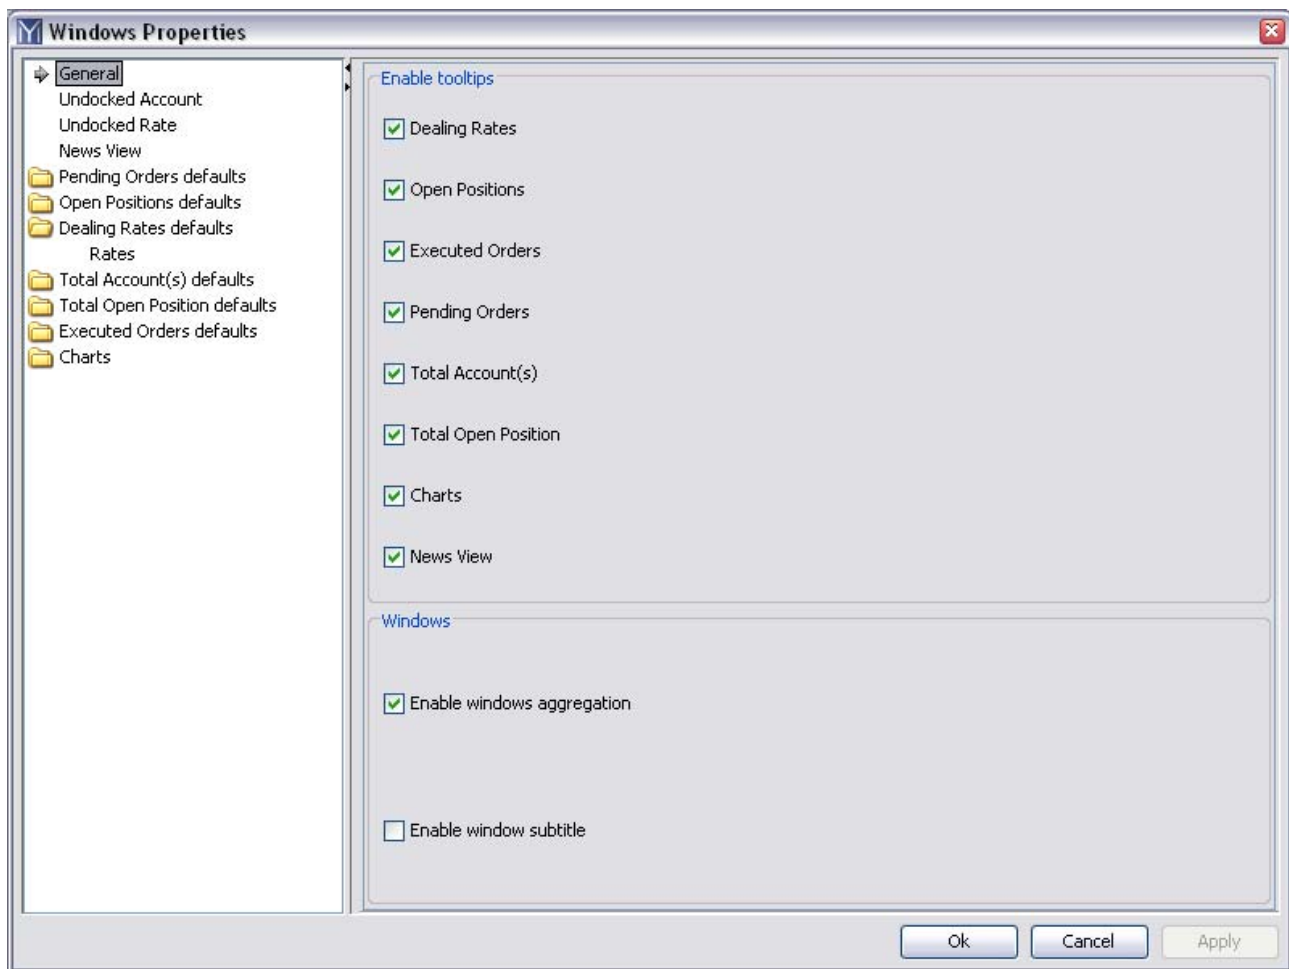 Windows Properties
General
Undocked Account
Undocked Rate
News View
Pending Orders defaults
Open Positions defaults
Dealing Rates defaults
Rates
Total Account(s) defaults
Total Open Position defaults
Executed Orders defaults
Charts
Enable tooltips
Dealing Rates
Open Positions
Executed Orders
Pending Orders
Total Account(s)
Total Open Position
Charts
News View
Windows
Enable windows aggregation
Enable window subtitle
Ok Cancel Apply